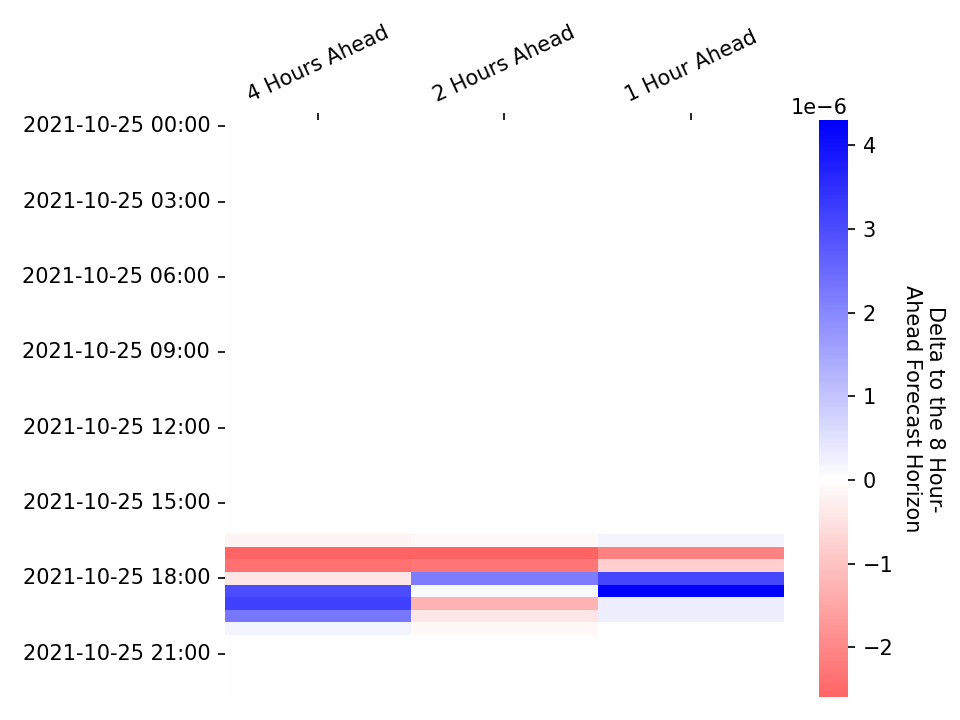 4 Hours Ahead
2 Hours Ahead
1 Hour Ahead
2021-10-25 00:00
2021-10-25 03:00
2021-10-25 06:00
2021-10-25 09:00
2021-10-25 12:00
2021-10-25 15:00
2021-10-25 18:00
2021-10-25 21:00
1e−6
4
3
2
1
0
−1
−2
Delta to the 8 Hour-
Ahead Forecast Horizon